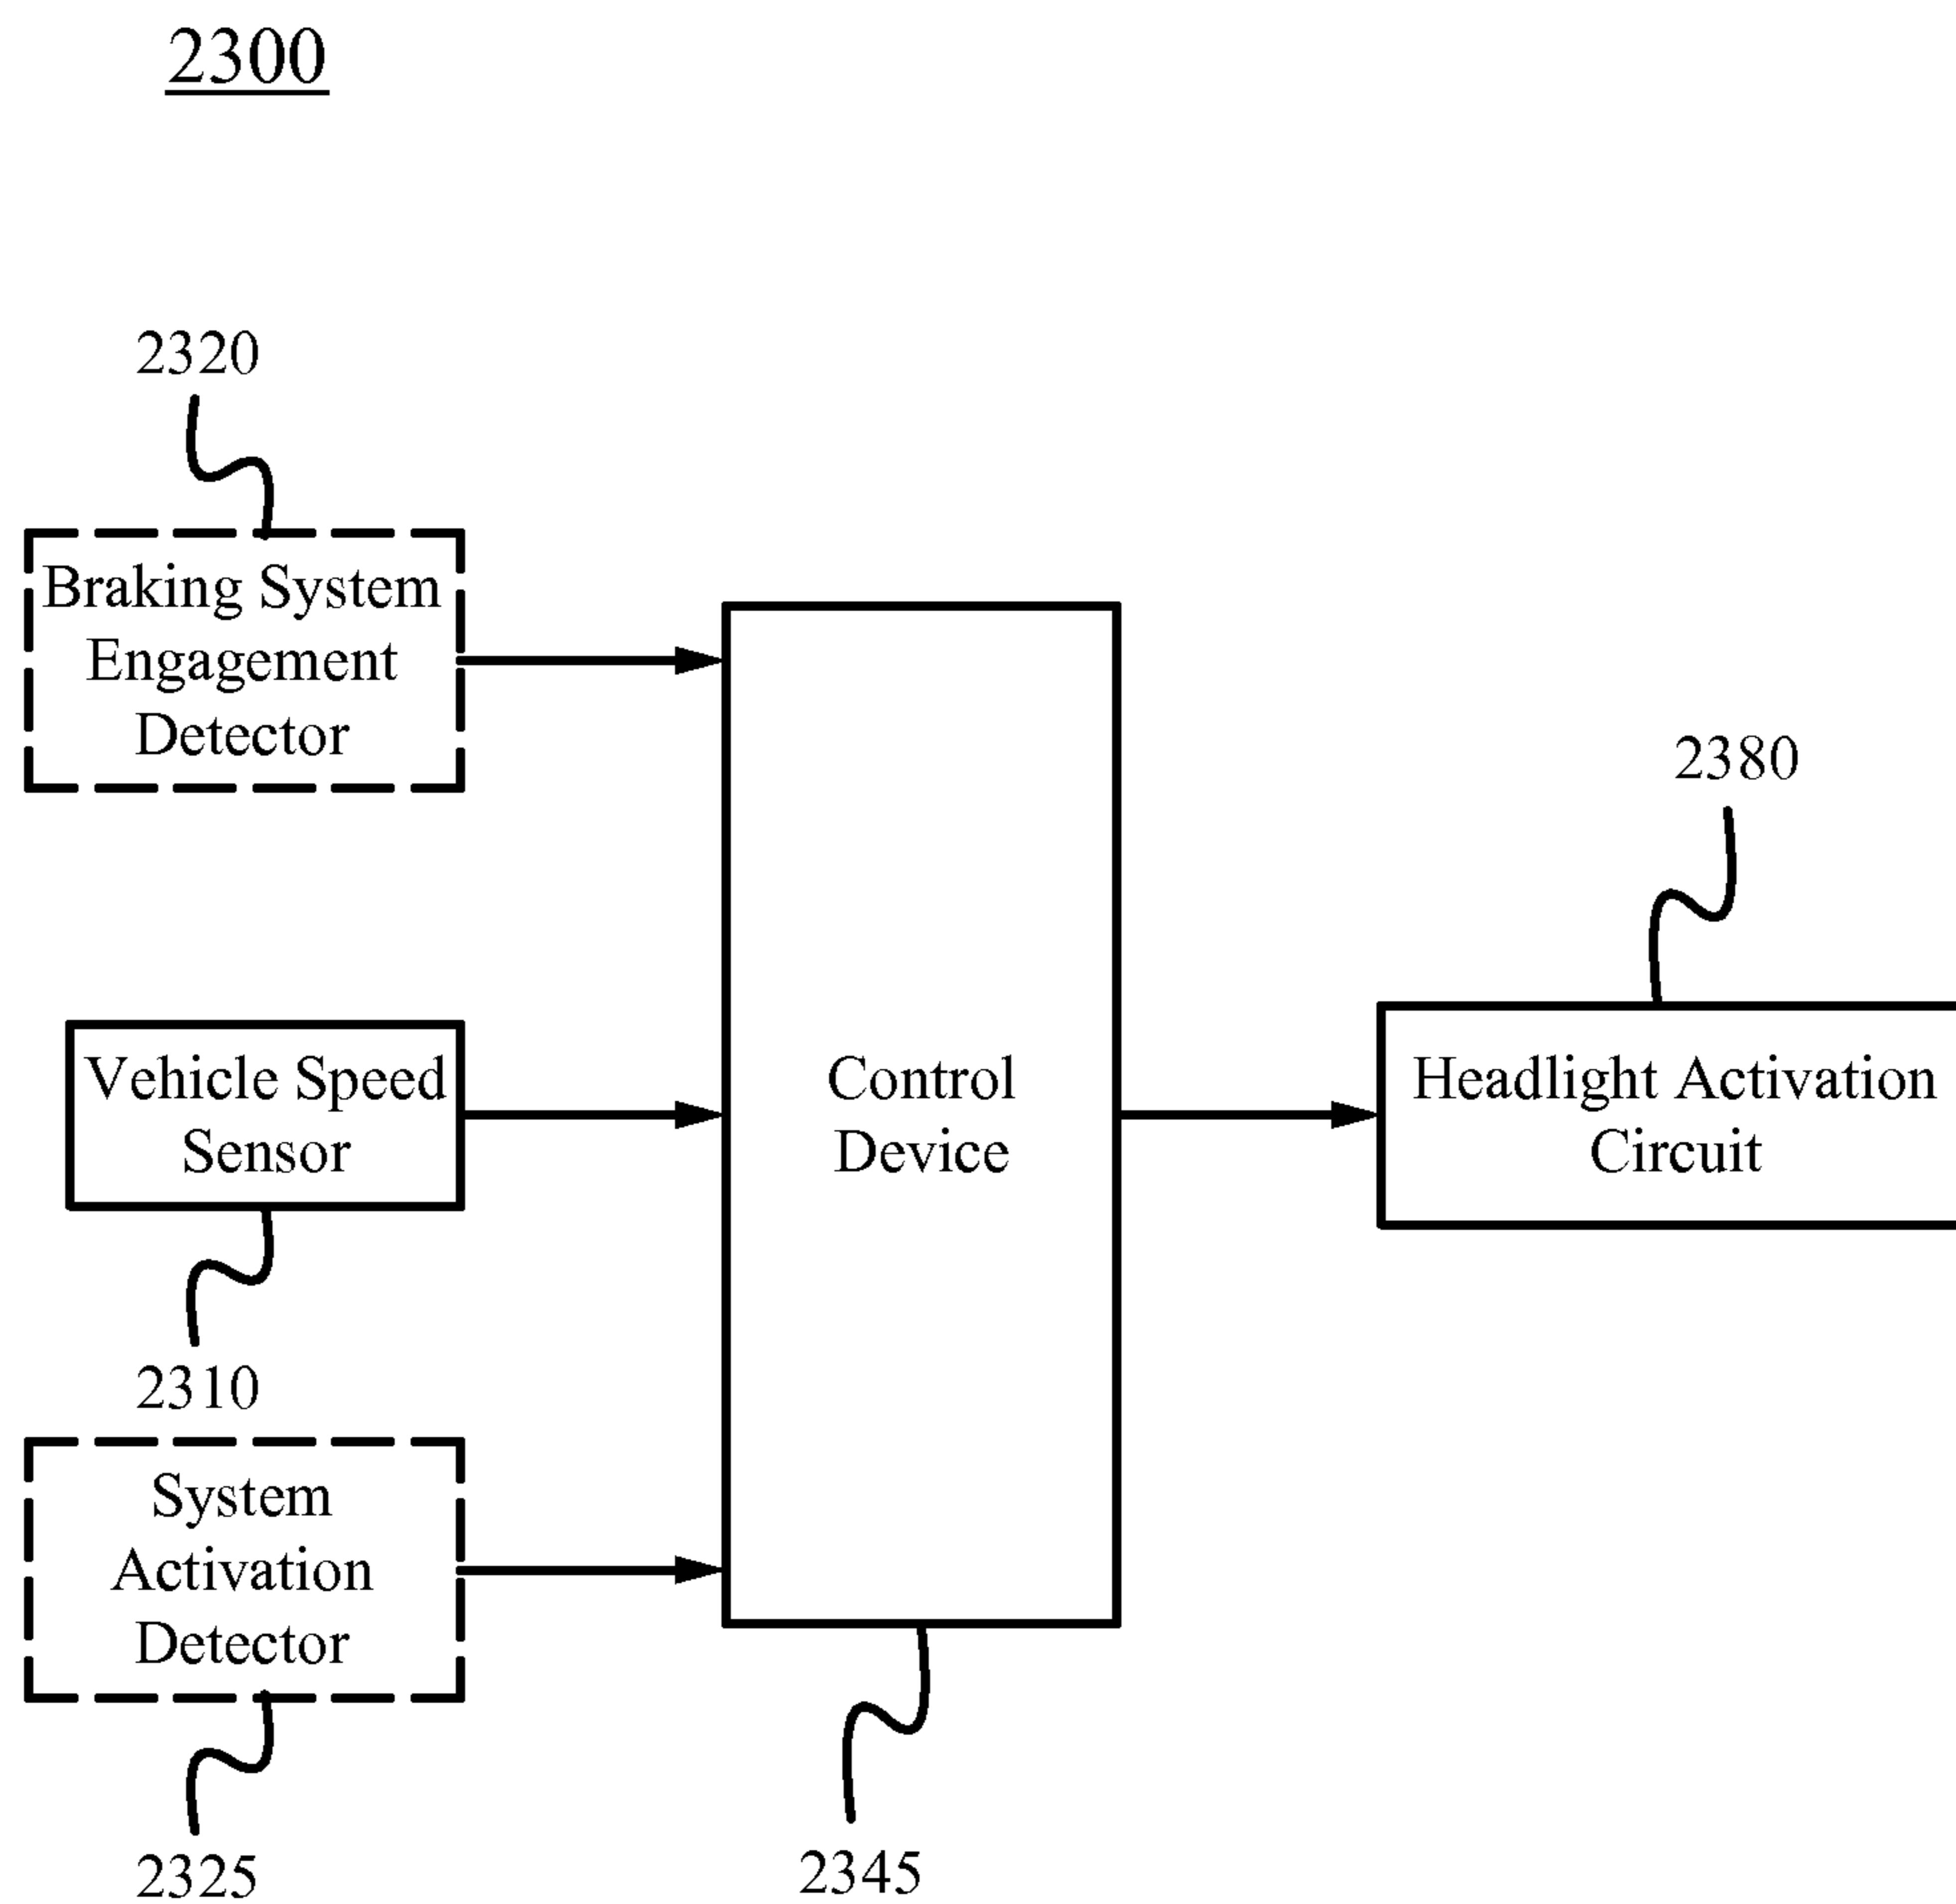 2300
2320
Braking System
Engagement
Detector
2380
Vehicle Speed
Sensor
Control
Device
Headlight Activation
Circuit
2310
System
Activation
Detector
2325
2345